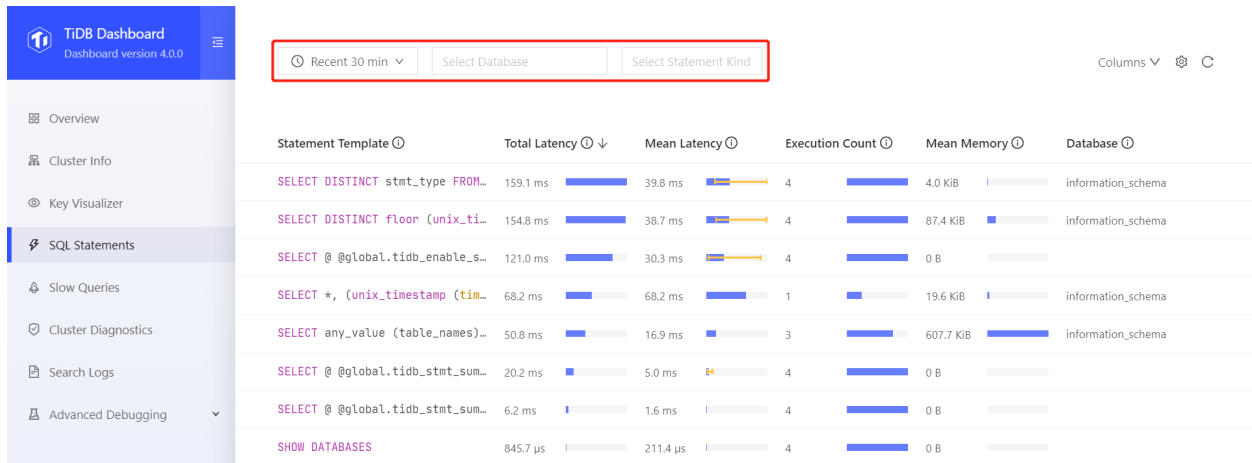 TiDB Dashboard
Dashboard version 4.0.0
Overview
Cluster Info
Key Visualizer
SQL Statements
Slow Queries
Cluster Diagnostics
Search Logs
Advanced Debugging
Recent 30 min Select Database Select Statement Kind Columns
Statement Template Total Latency Mean Latency Execution Count Mean Memory Database
SELECT DISTINCT stmt_type FROM… 159.1 ms 39.8 ms 4 4.0 KiB information_schema
SELECT DISTINCT floor (unix_ti… 154.8 ms 38.7 ms 4 87.4 KiB information_schema
SELECT @ @global.tidb_enable_s… 121.0 ms 30.3 ms 4 0 B
SELECT *, (unix_timestamp (tim… 68.2 ms 68.2 ms 1 19.6 KiB information_schema
SELECT any_value (table_names)… 50.8 ms 16.9 ms 3 607.7 KiB information_schema
SELECT @ @global.tidb_stmt_sum… 20.2 ms 5.0 ms 4 0 B
SELECT @ @global.tidb_stmt_sum… 6.2 ms 1.6 ms 4 0 B
SHOW DATABASES 845.7 µs 211.4 µs 4 0 B